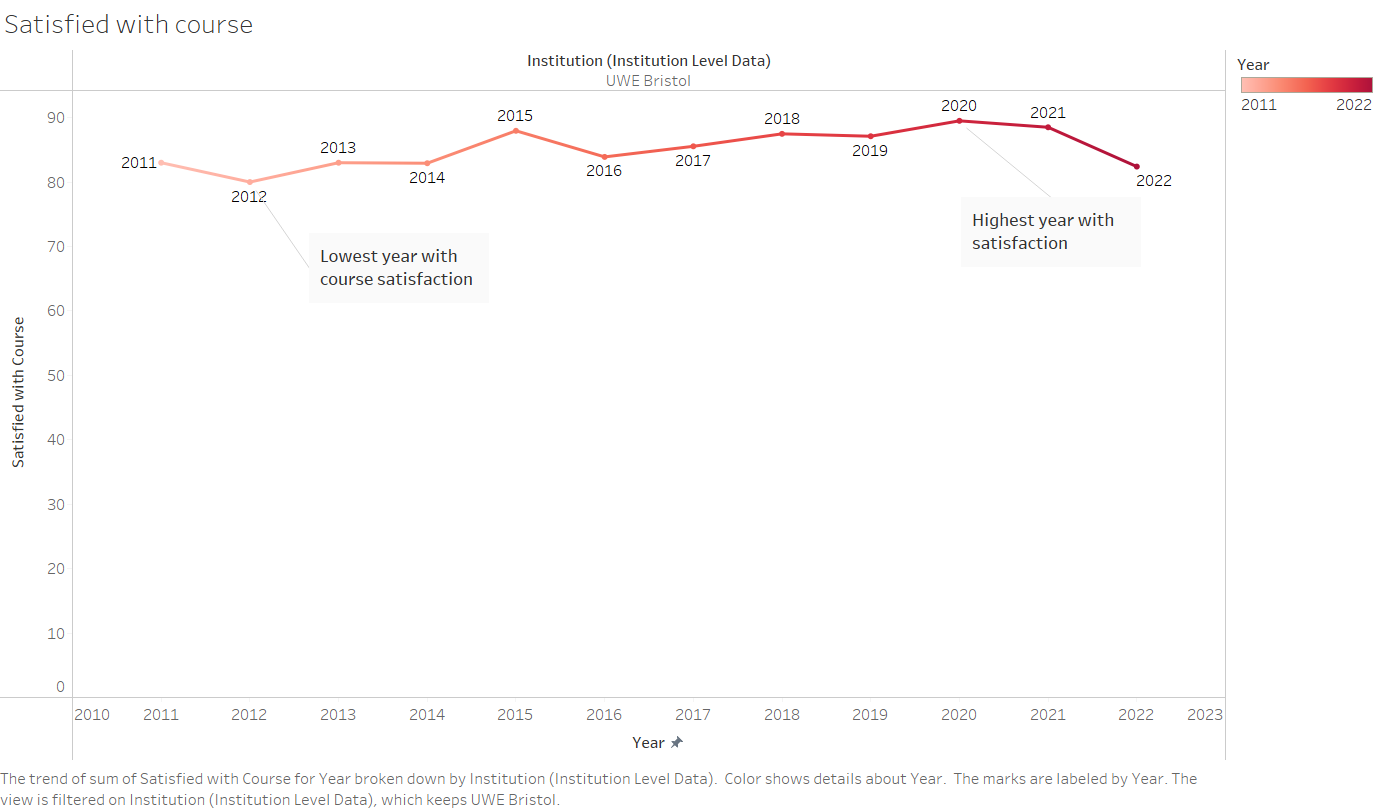 Satisfied with course
Institution (Institution Level Data)
UWE Bristol
Year
2011 2022
90
80
70
60
50
40
30
20
10
0
Satisfied with Course
2011
2012
2013
2014
2015
2016
2017
2018
2019
2020
2021
2022
Lowest year with
course satisfaction
Highest year with
satisfaction
2010 2011 2012 2013 2014 2015 2016 2017 2018 2019 2020 2021 2022 2023
Year
The trend of sum of Satisfied with Course for Year broken down by Institution (Institution Level Data).  Color shows details about Year.  The marks are labeled by Year. The
view is filtered on Institution (Institution Level Data), which keeps UWE Bristol.